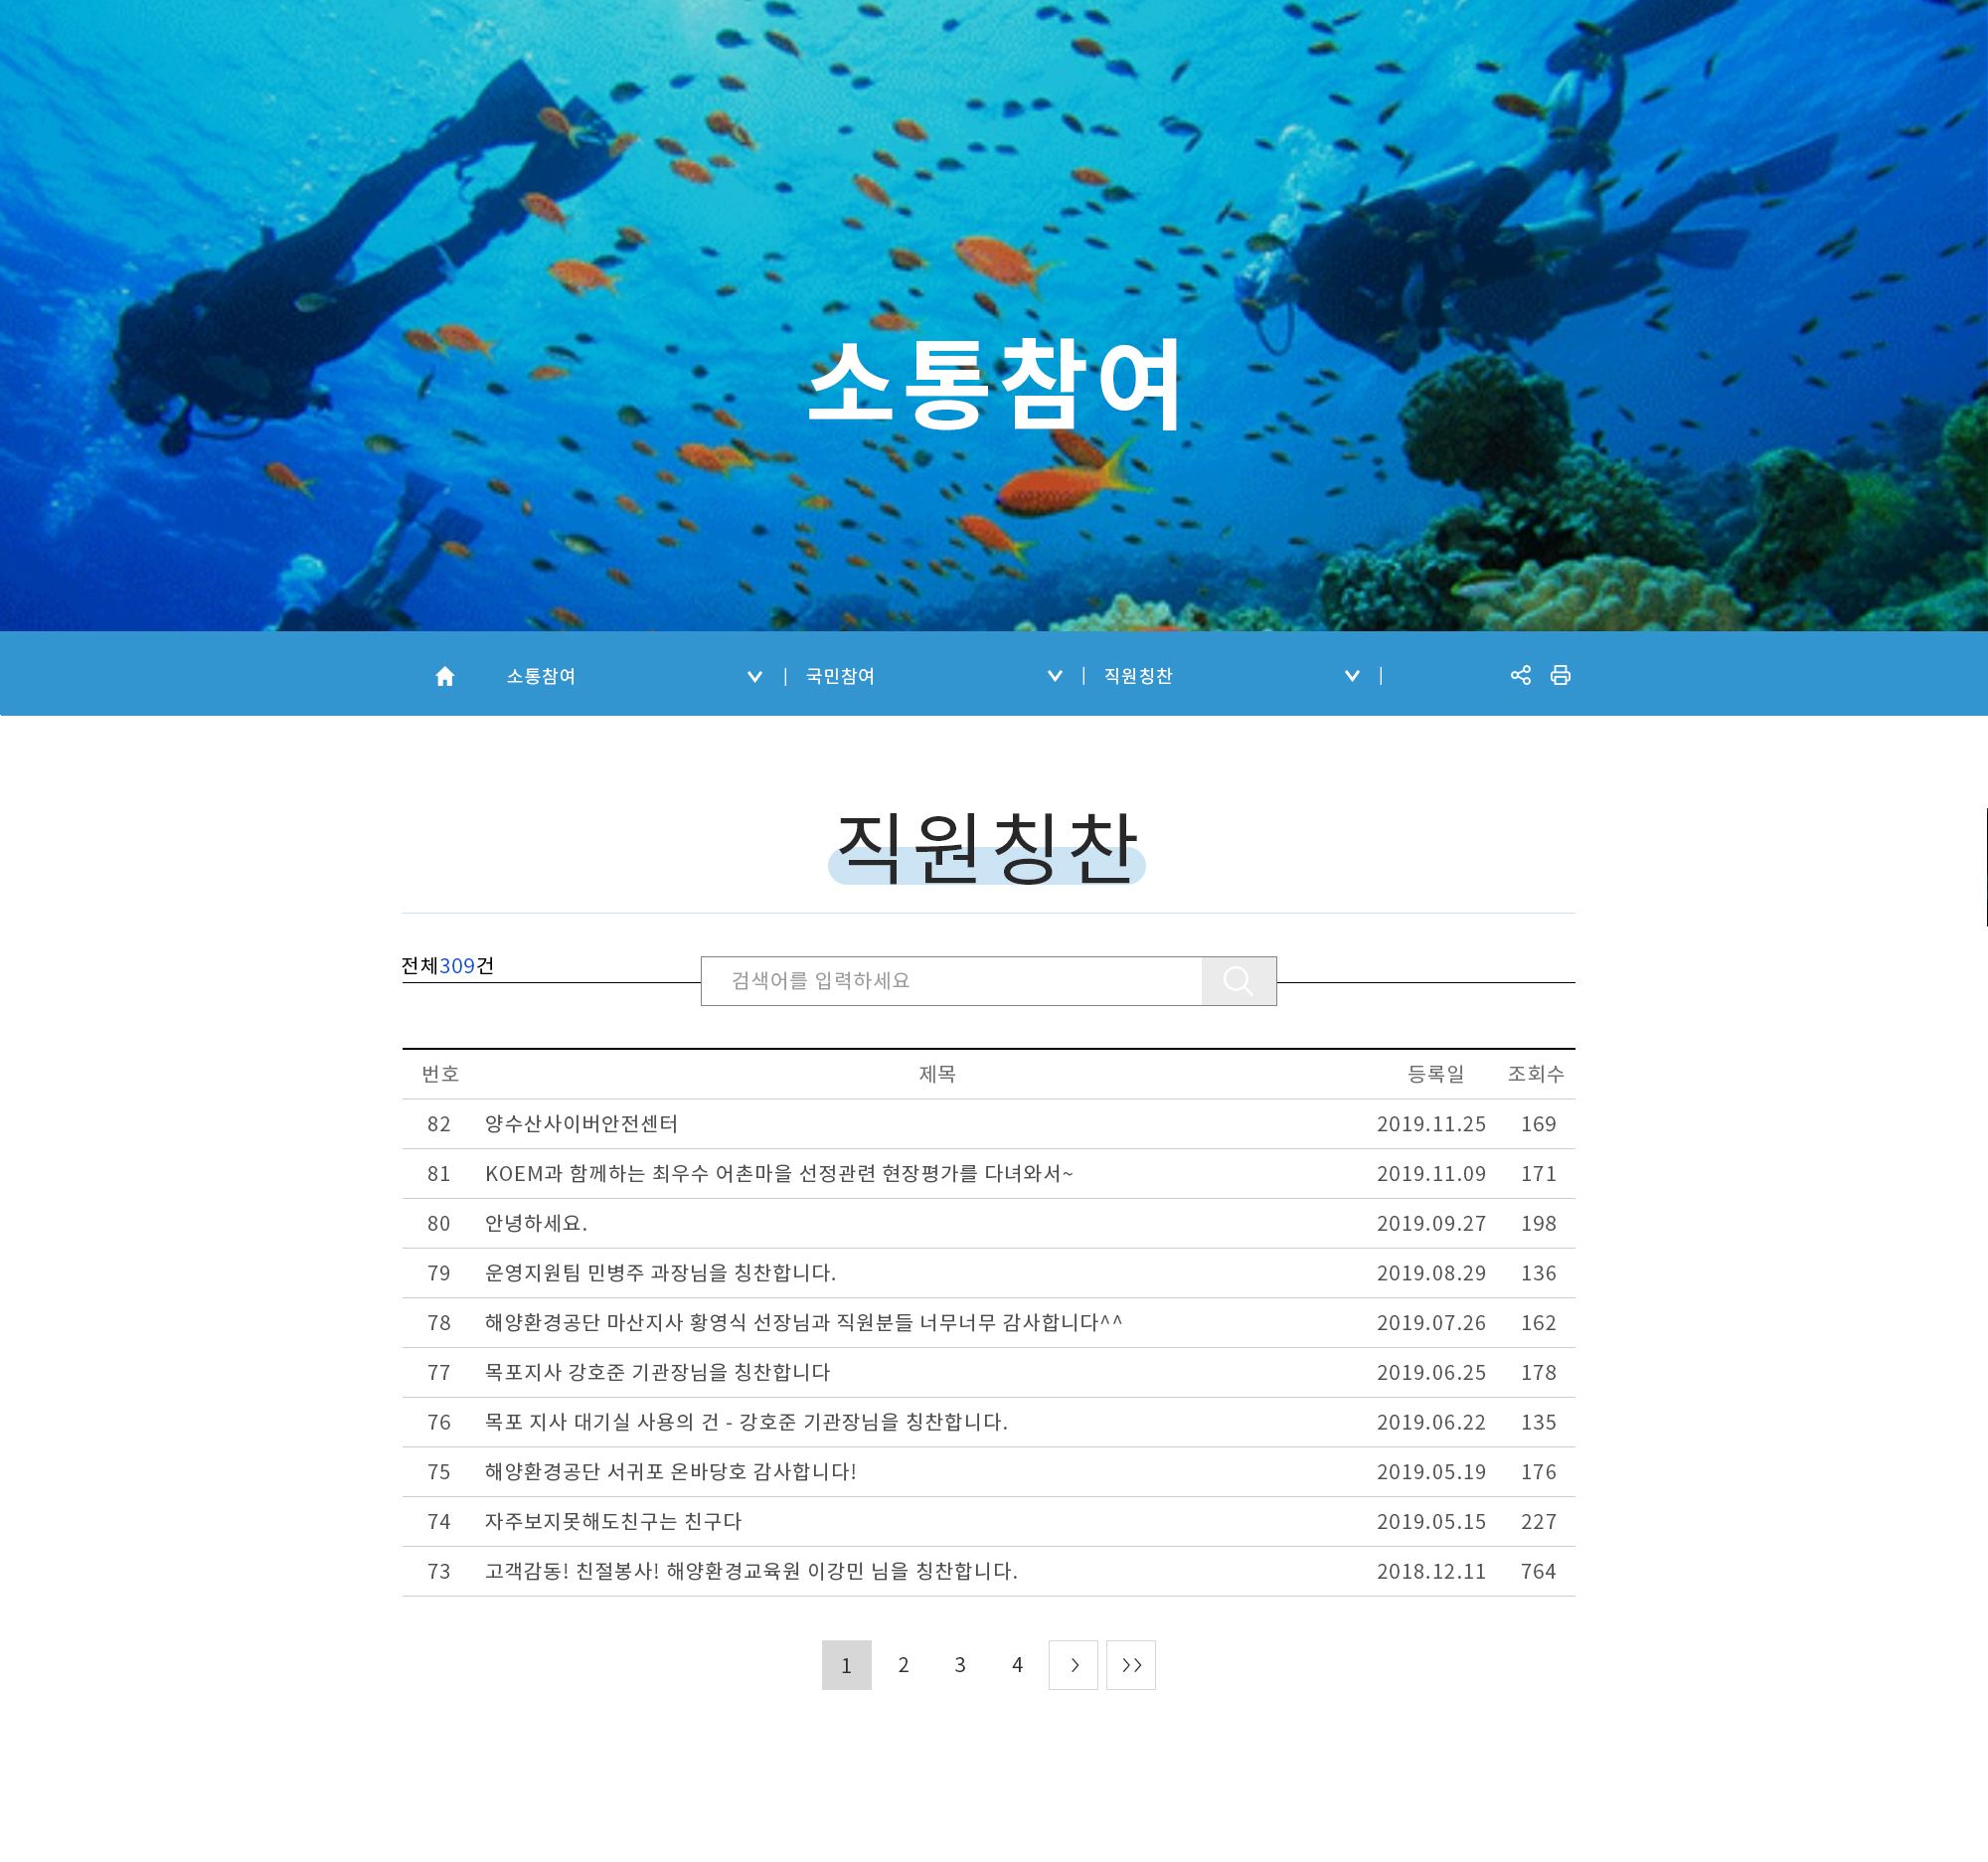 소통참여
소통참여 | 국민참여 | 직원칭찬 |
직원칭찬
전체309건
검색어를 입력하세요
번호 제목 등록일 조회수
82 양수산사이버안전센터 2019.11.25 169
81 KOEM과 함께하는 최우수 어촌마을 선정관련 현장평가를 다녀와서~ 2019.11.09 171
80 안녕하세요. 2019.09.27 198
79 운영지원팀 민병주 과장님을 칭찬합니다. 2019.08.29 136
78 해양환경공단 마산지사 황영식 선장님과 직원분들 너무너무 감사합니다^^ 2019.07.26 162
77 목포지사 강호준 기관장님을 칭찬합니다 2019.06.25 178
76 목포 지사 대기실 사용의 건 - 강호준 기관장님을 칭찬합니다. 2019.06.22 135
75 해양환경공단 서귀포 온바당호 감사합니다! 2019.05.19 176
74 자주보지못해도친구는 친구다 2019.05.15 227
73 고객감동! 친절봉사! 해양환경교육원 이강민 님을 칭찬합니다. 2018.12.11 764
1 2 3 4 > >>